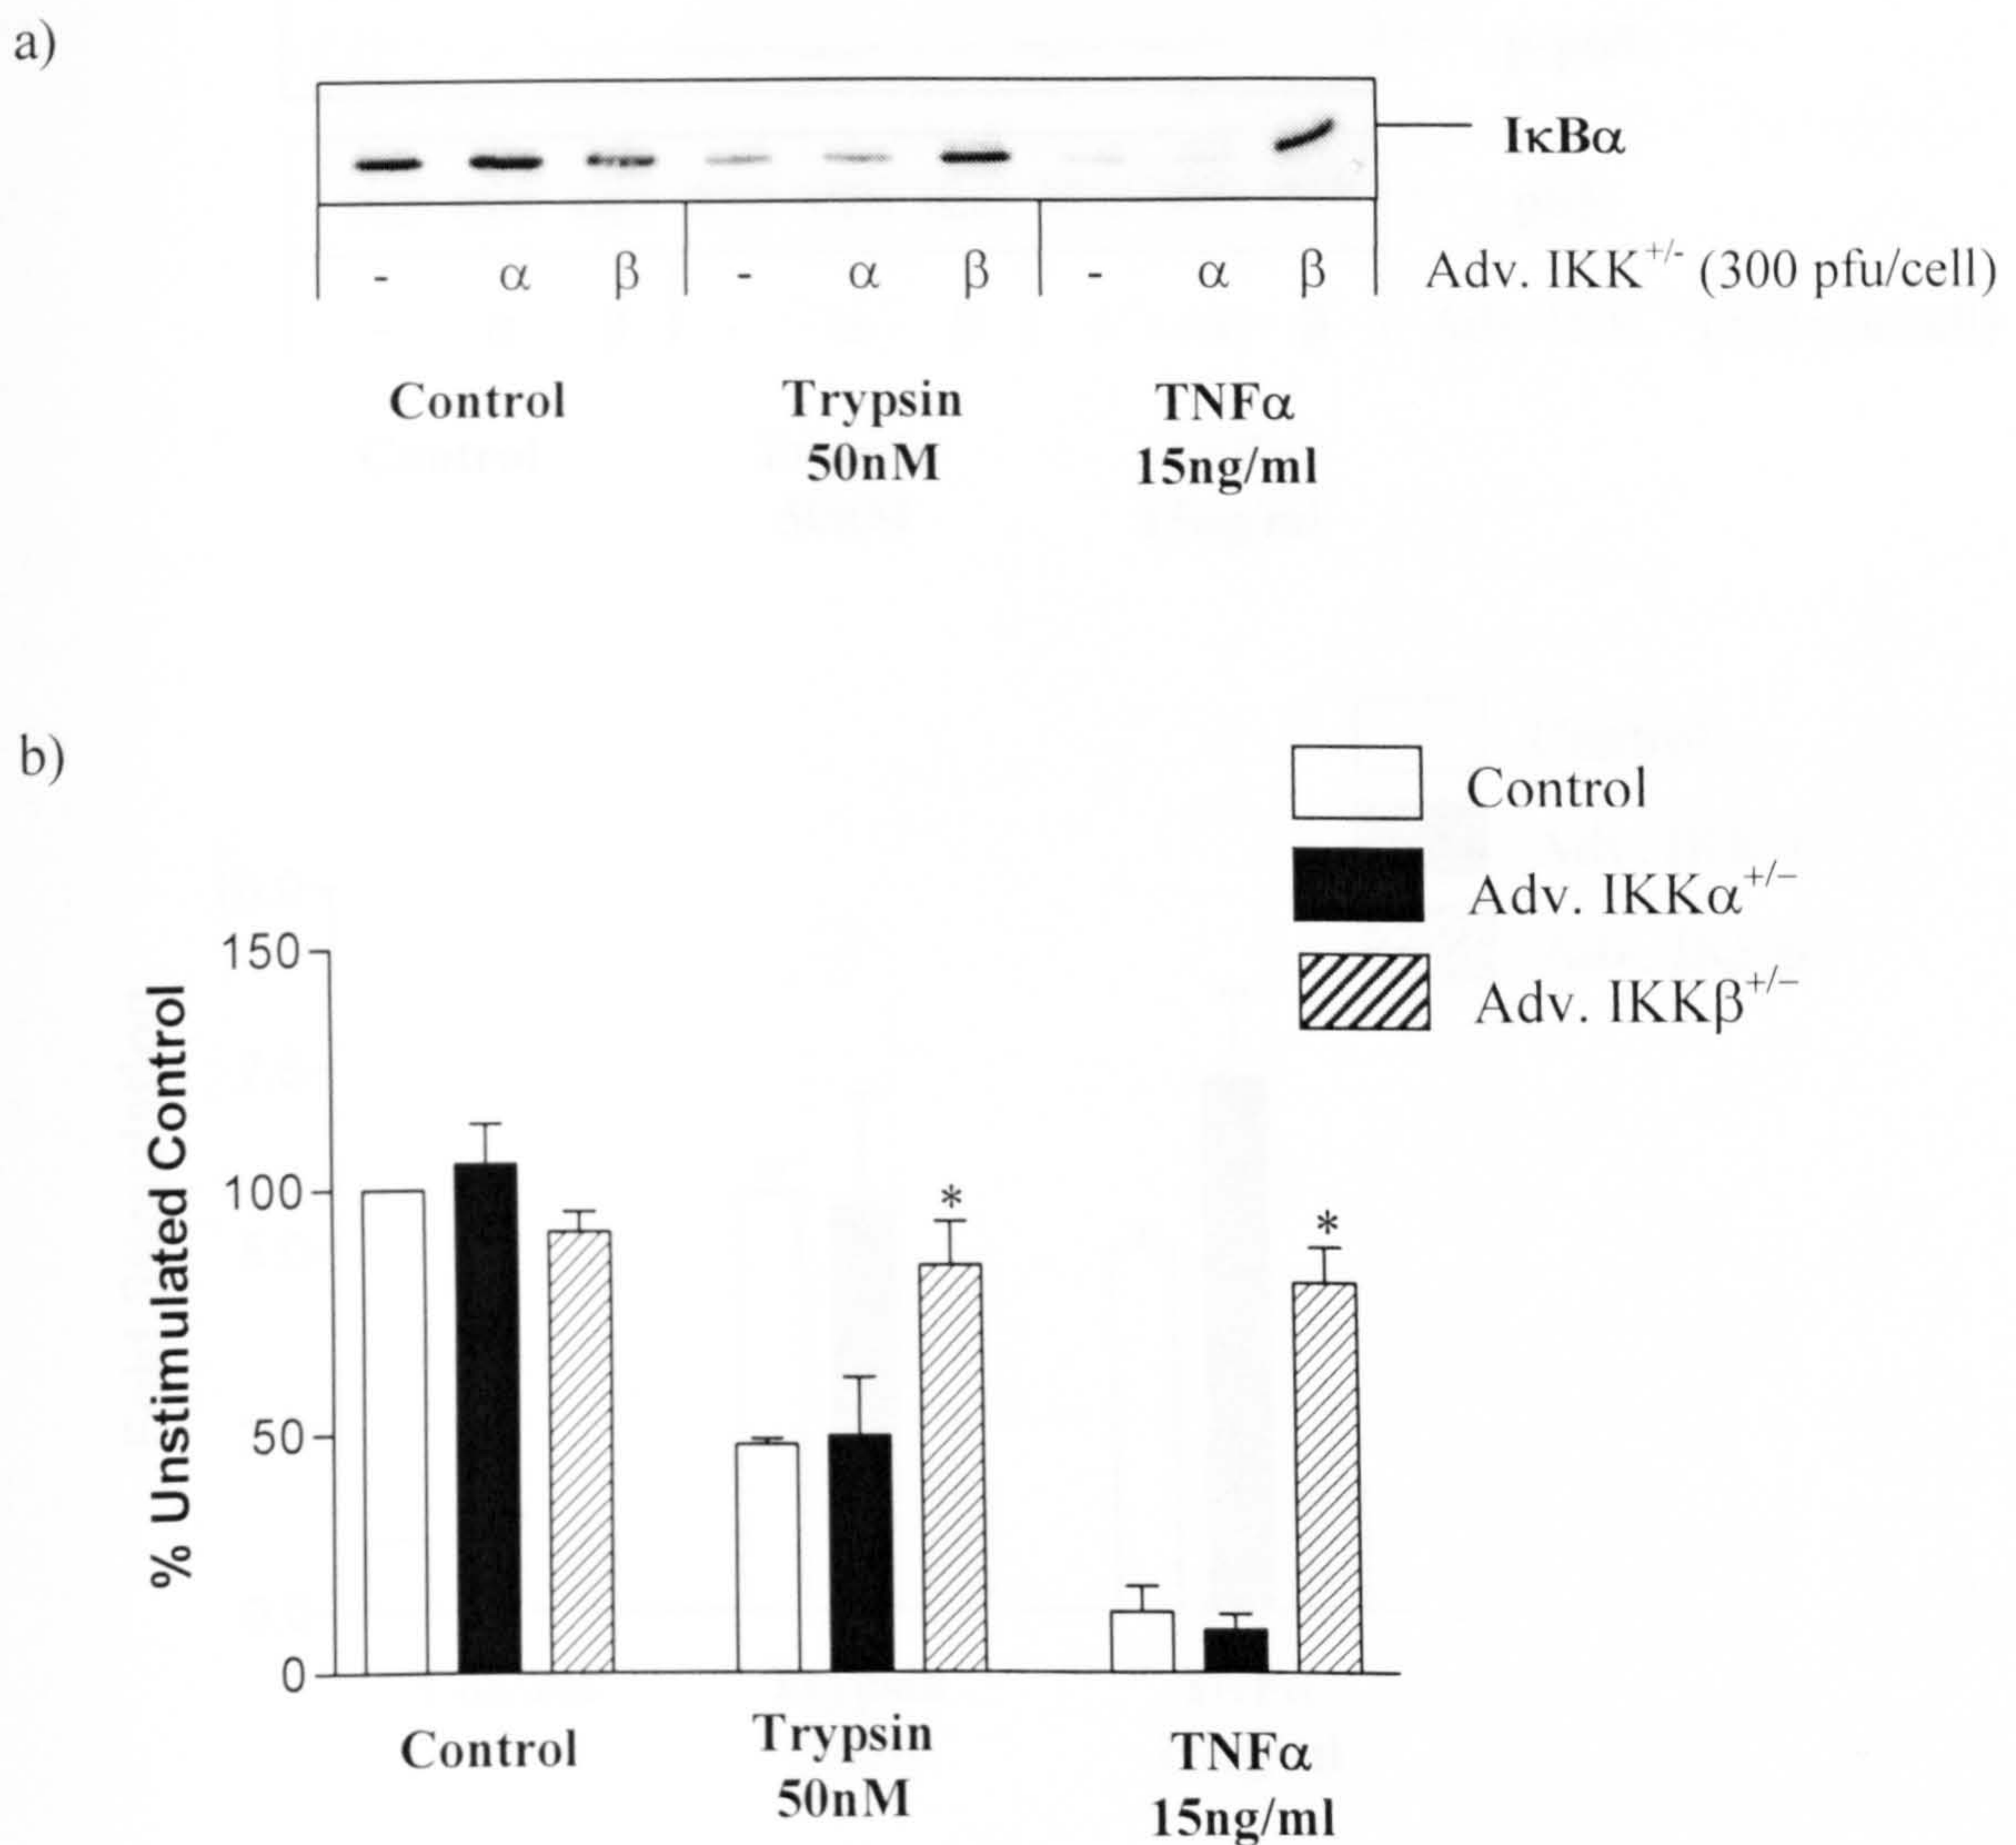 a)
IκBα
- α β - α β - α β Adv. IKK+/- (300 pfu/cell)
Control Trypsin TNFα
50nM 15ng/ml
b)
Control
Adv. IKKα+/−
Adv. IKKβ+/−
% Unstimulated Control
150
100
50
0
*
*
Control Trypsin TNFα
50nM 15ng/ml